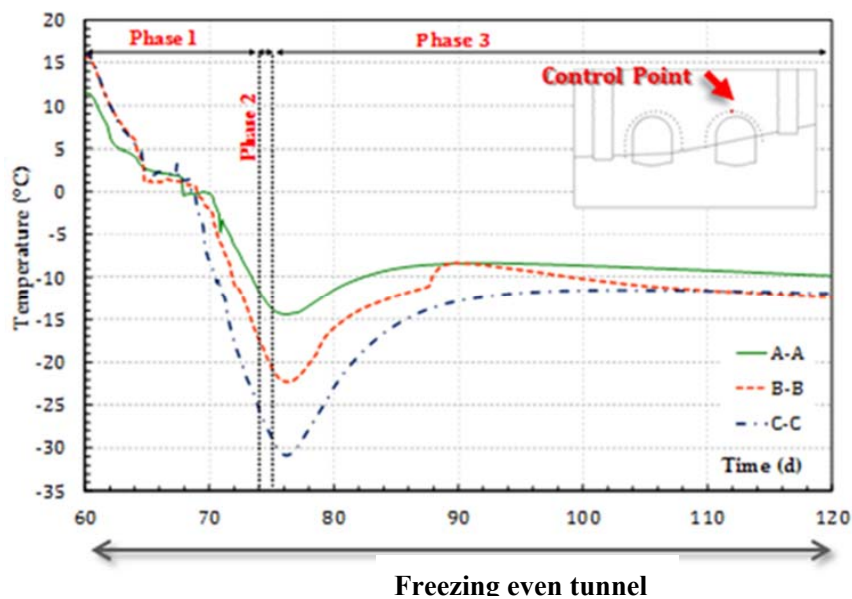 20
15
10
5
0
-5
-10
-15
-20
-25
-30
-35
Temperature (°C)
Phase 1
Phase 2
Phase 3
Control Point
A-A
B-B
C-C
Time (d)
60 70 80 90 100 110 120
Freezing even tunnel